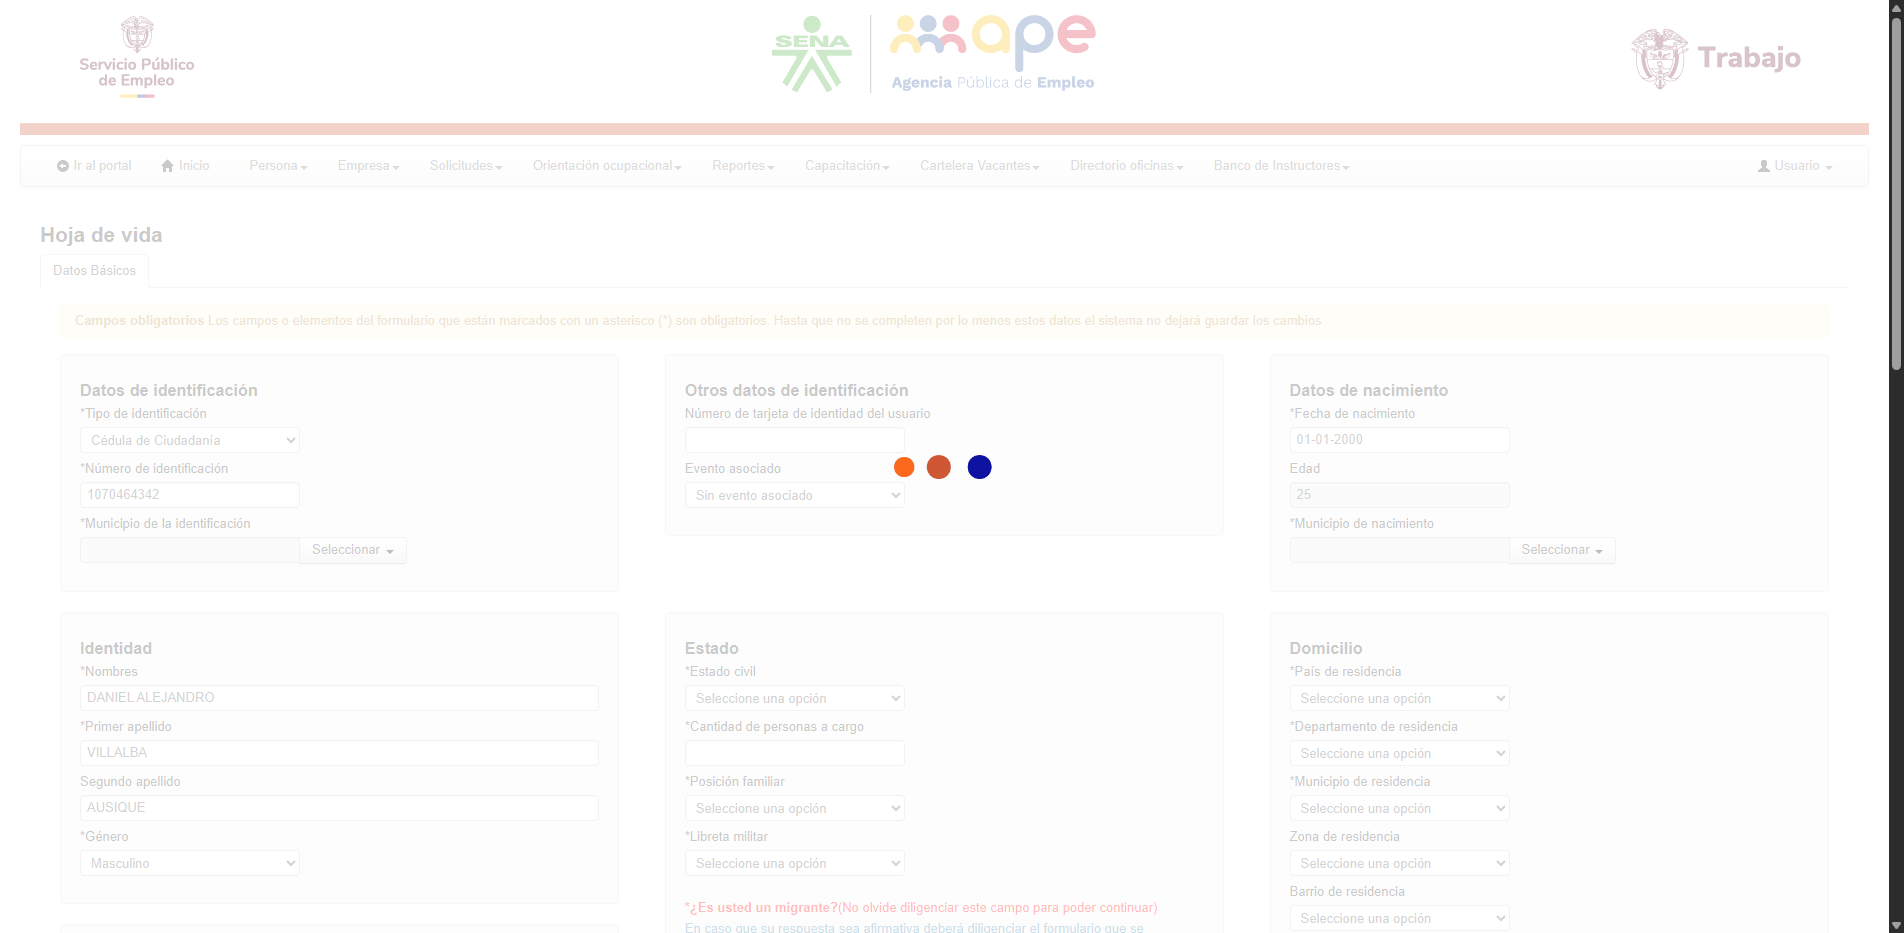 Servicio Público
de Empleo
SENA
ape
Agencia Pública de Empleo
Trabajo
Ir al portal
Inicio
Persona
Empresa
Solicitudes
Orientación ocupacional
Reportes
Capacitación
Cartelera Vacantes
Directorio oficinas
Banco de Instructores
Usuario
Hoja de vida
Datos Básicos
Campos obligatorios Los campos o elementos del formulario que están marcados con un asterisco (*) son obligatorios. Hasta que no se completen por lo menos estos datos el sistema no dejará guardar los cambios
Datos de identificación
*Tipo de identificación
Cédula de Ciudadanía
*Número de identificación
1070464342
*Municipio de la identificación
Seleccionar
Otros datos de identificación
Número de tarjeta de identidad del usuario
Evento asociado
Sin evento asociado
Datos de nacimiento
*Fecha de nacimiento
01-01-2000
Edad
25
*Municipio de nacimiento
Seleccionar
Identidad
*Nombres
DANIEL ALEJANDRO
*Primer apellido
VILLALBA
Segundo apellido
AUSIQUE
*Género
Masculino
Estado
*Estado civil
Seleccione una opción
*Cantidad de personas a cargo
*Posición familiar
Seleccione una opción
*Libreta militar
Seleccione una opción
*¿Es usted un migrante?(No olvide diligenciar este campo para poder continuar)
En caso que su respuesta sea afirmativa deberá diligenciar el formulario que se
Domicilio
*País de residencia
Seleccione una opción
*Departamento de residencia
Seleccione una opción
*Municipio de residencia
Seleccione una opción
Zona de residencia
Seleccione una opción
Barrio de residencia
Seleccione una opción